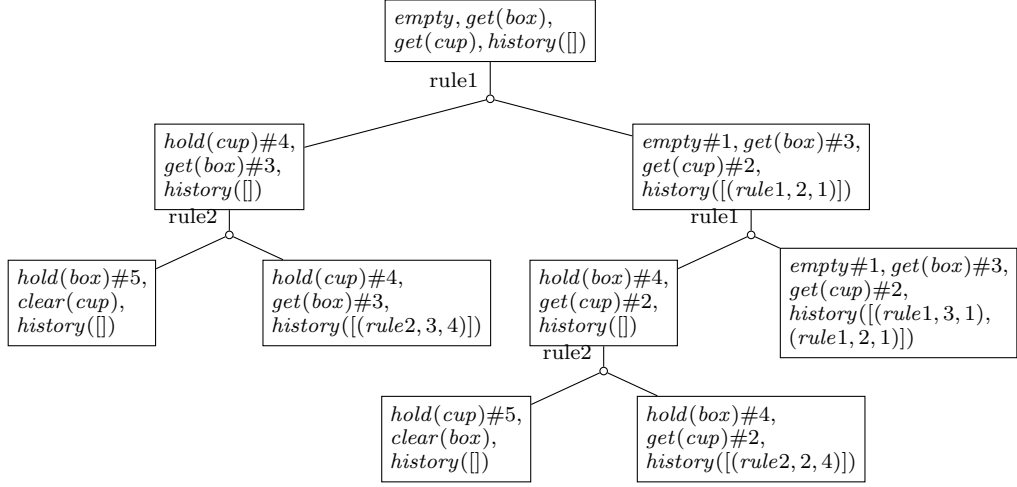 empty, get(box),
get(cup), history([])
rule1
hold(cup)#4,
get(box)#3,
history([])
empty#1, get(box)#3,
get(cup)#2,
history([(rule1, 2, 1)])
rule2
rule1
hold(box)#5,
clear(cup),
history([])
hold(cup)#4,
get(box)#3,
history([(rule2, 3, 4)])
hold(box)#4,
get(cup)#2,
history([])
empty#1, get(box)#3,
get(cup)#2,
history([(rule1, 3, 1),
(rule1, 2, 1)])
rule2
hold(cup)#5,
clear(box),
history([])
hold(box)#4,
get(cup)#2,
history([(rule2, 2, 4)])